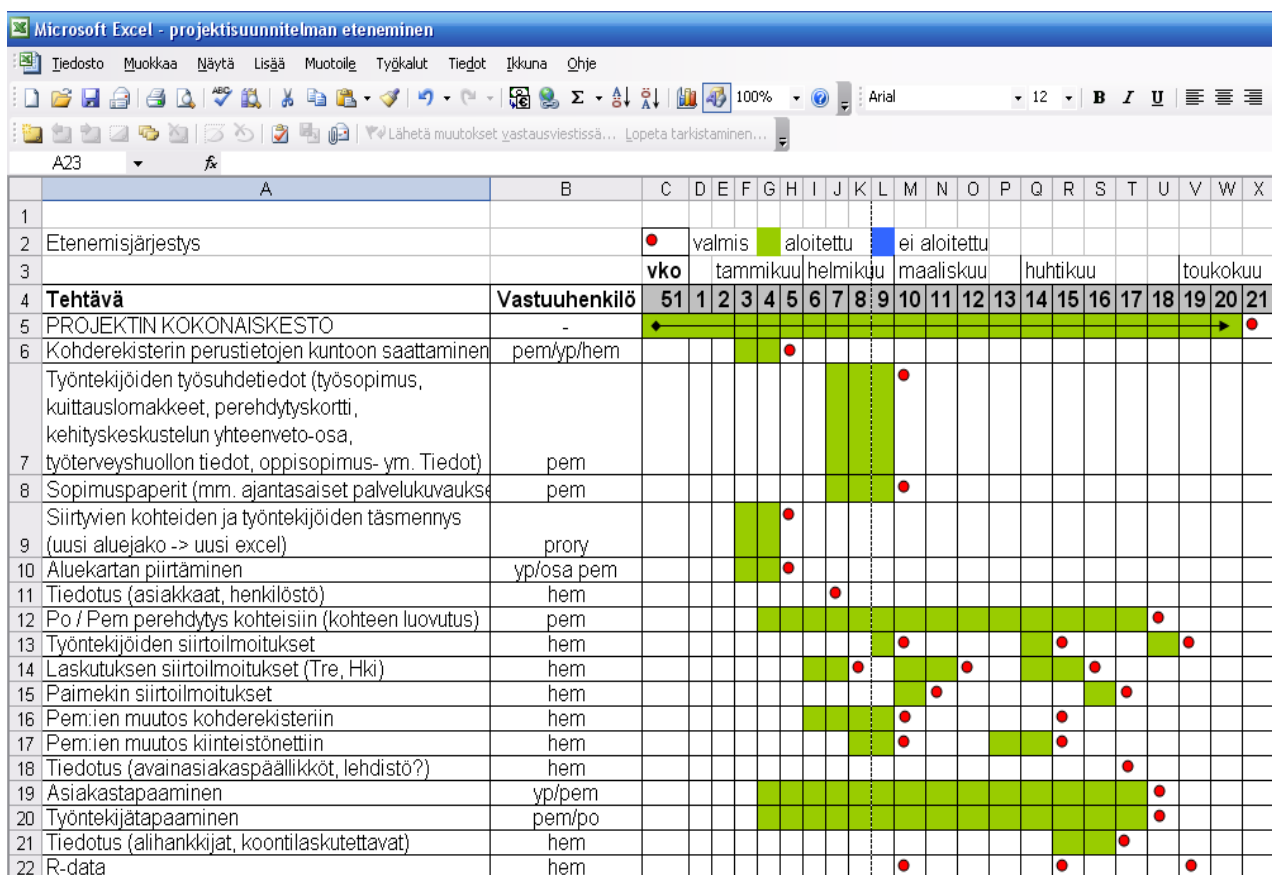 Microsoft Excel - projektisuunnitelman eteneminen
Tiedosto Muokkaa Näytä Lisää Muotoile Työkalut Tiedot Ikkuna Ohje
100% Arial 12 B I U
Lähetä muutokset vastausviestissä... Lopeta tarkistaminen...
A23 fx
A B C D E F G H I J K L M N O P Q R S T U V W X
1
2 Etenemisjärjestys valmis aloitettu ei aloitettu
3 vko tammikuu helmikuu maaliskuu huhtikuu toukokuu
4 Tehtävä Vastuuhenkilö 51 1 2 3 4 5 6 7 8 9 10 11 12 13 14 15 16 17 18 19 20 21
5 PROJEKTIN KOKONAISKESTO -
6 Kohderekisterin perustietojen kuntoon saattaminen pem/yp/hem
Työntekijöiden työsuhdetiedot (työsopimus,
kuittauslomakkeet, perehdytyskortti,
kehityskeskustelun yhteenveto-osa,
7 työterveyshuollon tiedot, oppisopimus- ym. Tiedot) pem
8 Sopimuspaperit (mm. ajantasaiset palvelukuvaukse pem
Siirtyvien kohteiden ja työntekijöiden täsmennys
9 (uusi aluejako -> uusi excel) prory
10 Aluekartan piirtäminen yp/osa pem
11 Tiedotus (asiakkaat, henkilöstö) hem
12 Po / Pem perehdytys kohteisiin (kohteen luovutus) pem
13 Työntekijöiden siirtoilmoitukset hem
14 Laskutuksen siirtoilmoitukset (Tre, Hki) hem
15 Paimekin siirtoilmoitukset hem
16 Pem:ien muutos kohderekisteriin hem
17 Pem:ien muutos kiinteistönettiin hem
18 Tiedotus (avainasiakaspäällikköt, lehdistö?) hem
19 Asiakastapaaminen yp/pem
20 Työntekijätapaaminen pem/po
21 Tiedotus (alihankkijat, koontilaskutettavat) hem
22 R-data hem